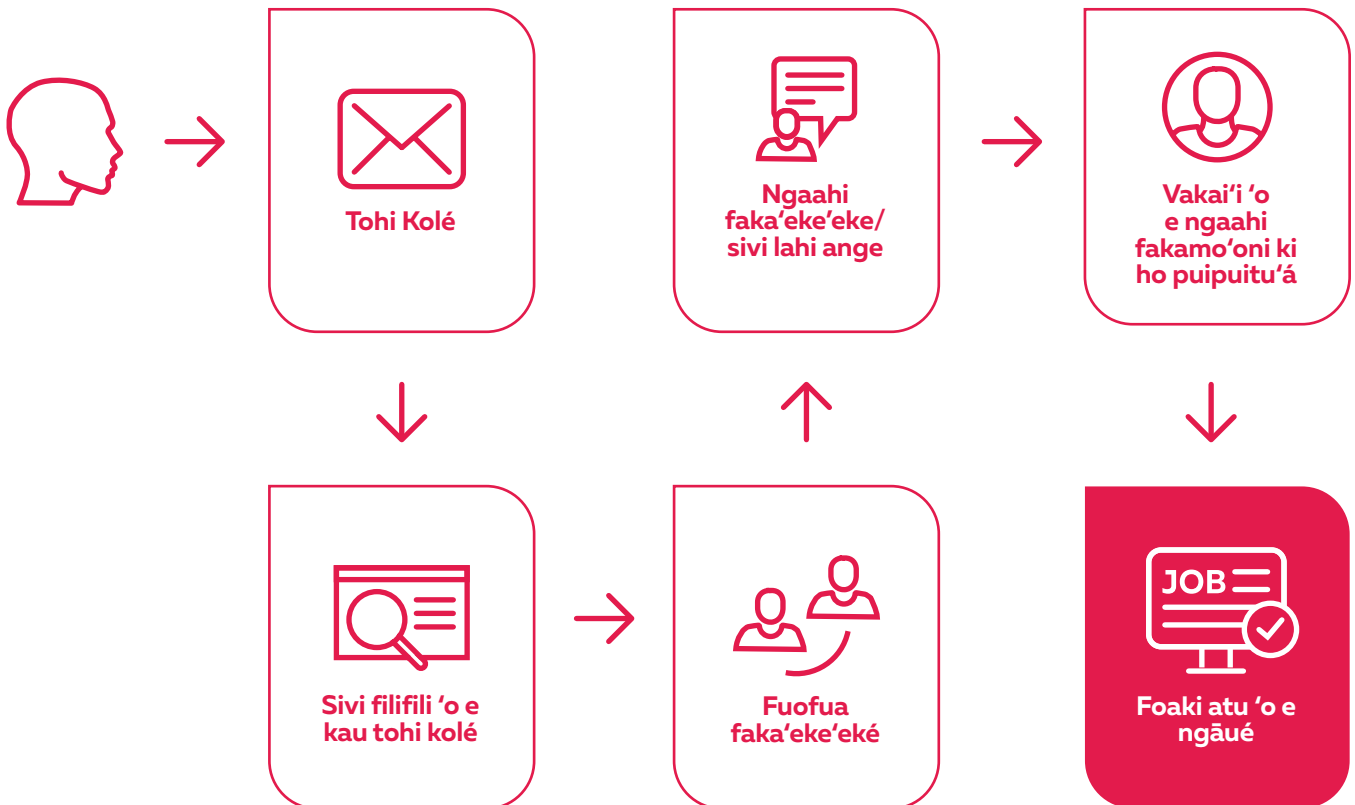 Tohi Kolé
Ngaahi
faka‘eke’eke/
sivi lahi ange
Vakai‘i ‘o
e ngaahi
fakamo‘oni ki
ho puipuitu‘á
Sivi filifili ‘o e
kau tohi kolé
Fuofua
faka‘eke‘eké
JOB
Foaki atu ‘o e
ngāué